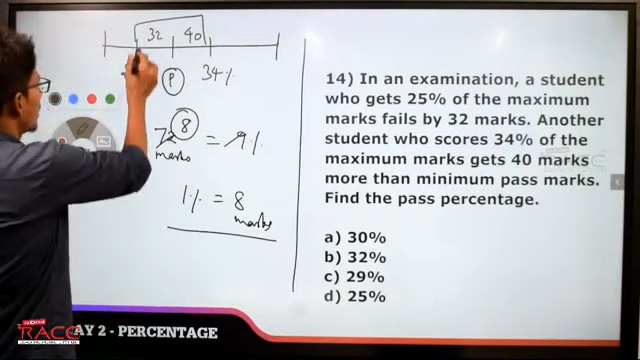 32 40
P 34%
72 8 = 9%
marks
1% = 8
marks
14) In an examination, a student
who gets 25% of the maximum
marks fails by 32 marks. Another
student who scores 34% of the
maximum marks gets 40 marks
more than minimum pass marks.
Find the pass percentage.
a) 30%
b) 32%
c) 29%
d) 25%
RACE
AY 2 - PERCENTAGE